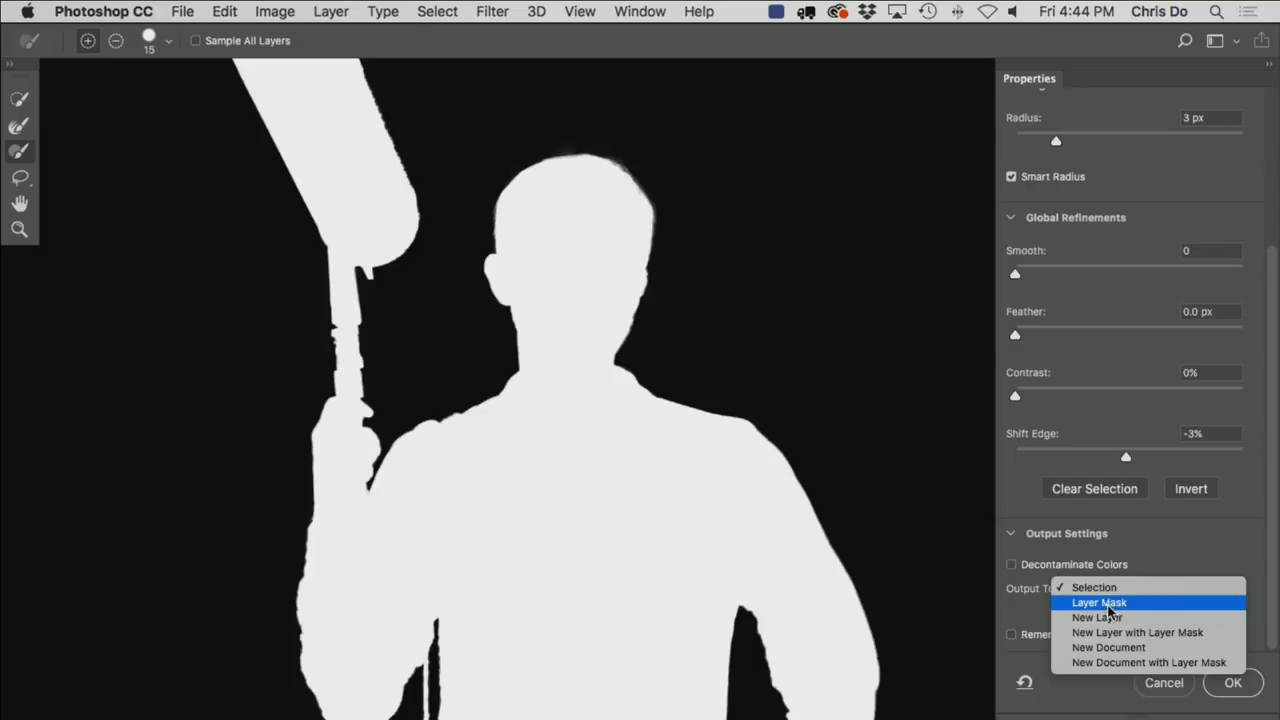 Photoshop CC File Edit Image Layer Type Select Filter 3D View Window Help Fri 4:44 PM Chris Do
15 Sample All Layers
Properties
Radius: 3 px
Smart Radius
Global Refinements
Smooth: 0
Feather: 0.0 px
Contrast: 0%
Shift Edge: -3%
Clear Selection Invert
Output Settings
Decontaminate Colors
Output To ✓ Selection
Layer Mask
New Layer
New Layer with Layer Mask
New Document
New Document with Layer Mask
Cancel OK